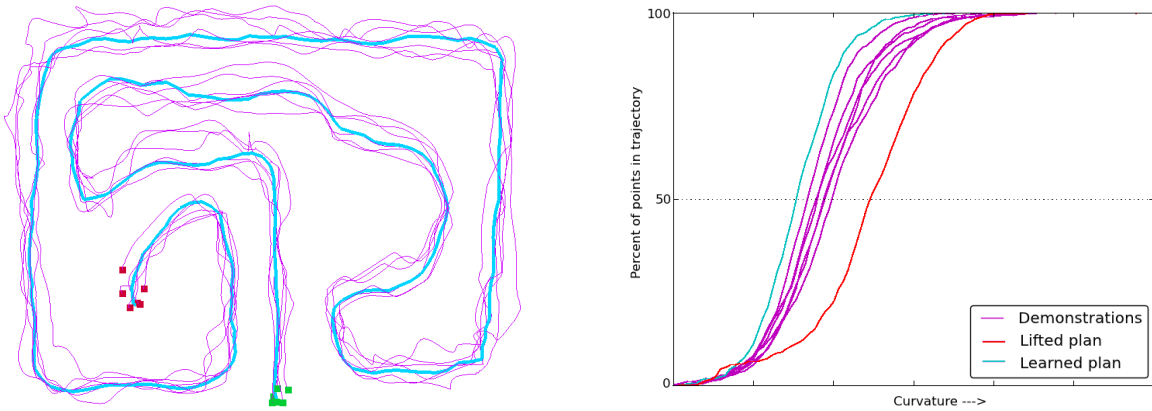 100
50
0
Percent of points in trajectory
Curvature --->
Demonstrations
Lifted plan
Learned plan